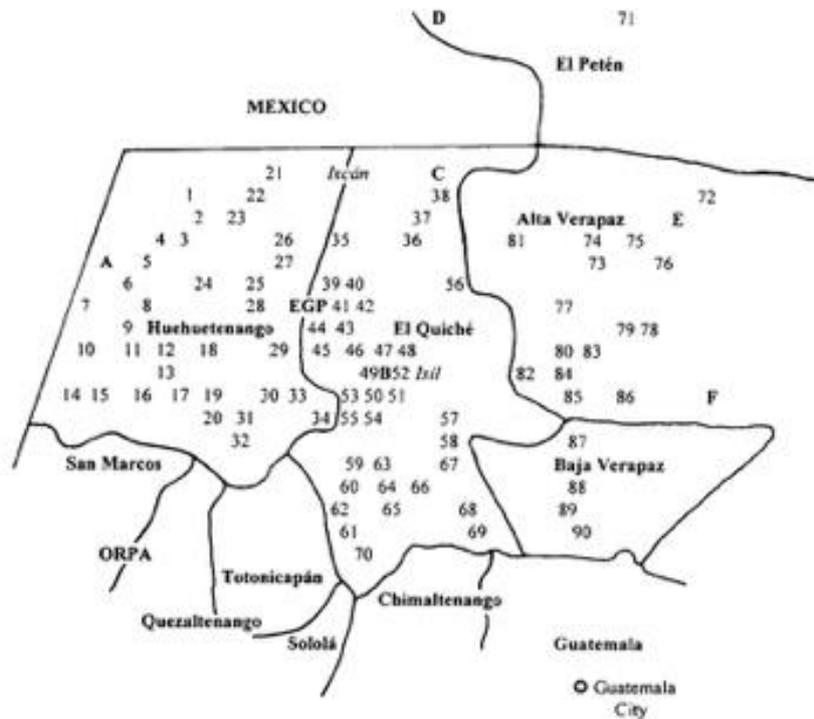 D 71
El Petén
MEXICO
21 Ixcán C
1 22 38 72
2 23 37 Alta Verapaz E
4 3 26 35 36 81 74 75
A 5 27 73 76
6 24 25 39 40 56
7 8 28 EGP 41 42 77
9 Huehuetenango 44 43 El Quiché 79 78
10 11 12 18 29 45 46 47 48 80 83
13 49 B 52 Ixil 82 84
14 15 16 17 19 30 33 53 50 51 85 86 F
20 31 34 55 54 57
32 58 87
San Marcos 59 63 67 Baja Verapaz
60 64 66 88
62 65 68 89
ORPA 61 69 90
70
Totonicapán
Chimaltenango
Quezaltenango
Sololá Guatemala
Guatemala
City